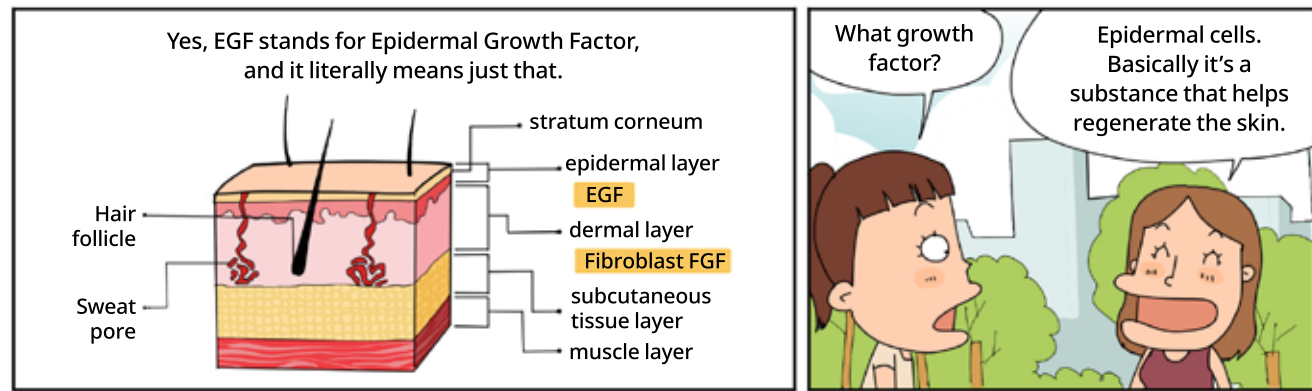 Yes, EGF stands for Epidermal Growth Factor,
and it literally means just that.
stratum corneum
epidermal layer
EGF
dermal layer
Fibroblast FGF
subcutaneous
tissue layer
muscle layer
Hair
follicle
Sweat
pore
What growth
factor?
Epidermal cells.
Basically it's a
substance that helps
regenerate the skin.